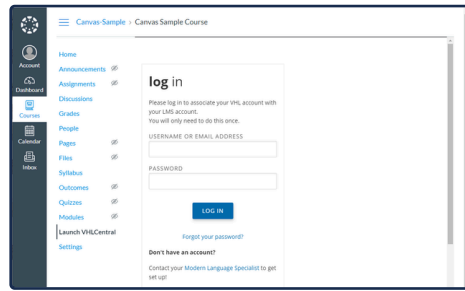 Canvas-Sample > Canvas Sample Course
Account
Dashboard
Courses
Calendar
Inbox
Home
Announcements
Assignments
Discussions
Grades
People
Pages
Files
Syllabus
Outcomes
Quizzes
Modules
Launch VHLCentral
Settings
log in
Please log in to associate your VHL account with
your LMS account.
You will only need to do this once.
USERNAME OR EMAIL ADDRESS
PASSWORD
LOG IN
Forgot your password?
Don't have an account?
Contact your Modern Language Specialist to get
set up!